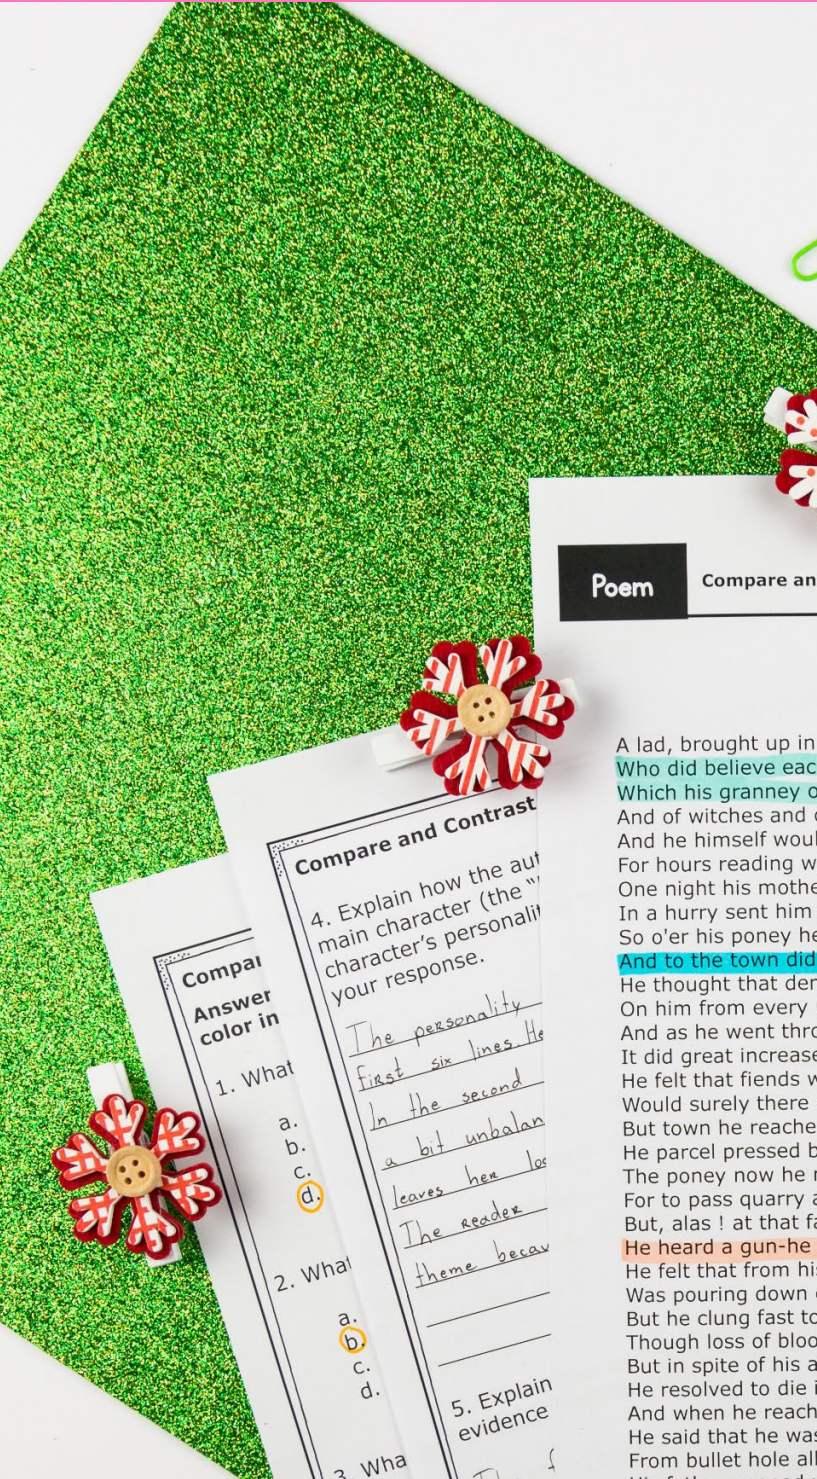 Poem
Compare an
A lad, brought up in
Who did believe eac
Which his granney o
And of witches and
And he himself woul
For hours reading w
One night his mothe
In a hurry sent him
So o'er his poney he
And to the town did
He thought that der
On him from every
And as he went thro
It did great increase
He felt that fiends w
Would surely there
But town he reache
He parcel pressed b
The poney now he r
For to pass quarry a
But, alas ! at that fa
He heard a gun-he
He felt that from his
Was pouring down
But he clung fast to
Though loss of bloo
But in spite of his a
He resolved to die i
And when he reach
He said that he was
From bullet hole all
Compare and Contrast
4. Explain how the aut
main character (the "
character's personalit
your response.
The personality
first six lines. He
In the second
a bit unbalan
leaves her loc
The reader
theme becau
5. Explain
evidence
Compar
Answer
color in
1. What
a.
b.
c.
d.
2. What
a.
b.
c.
d.
3. Wha